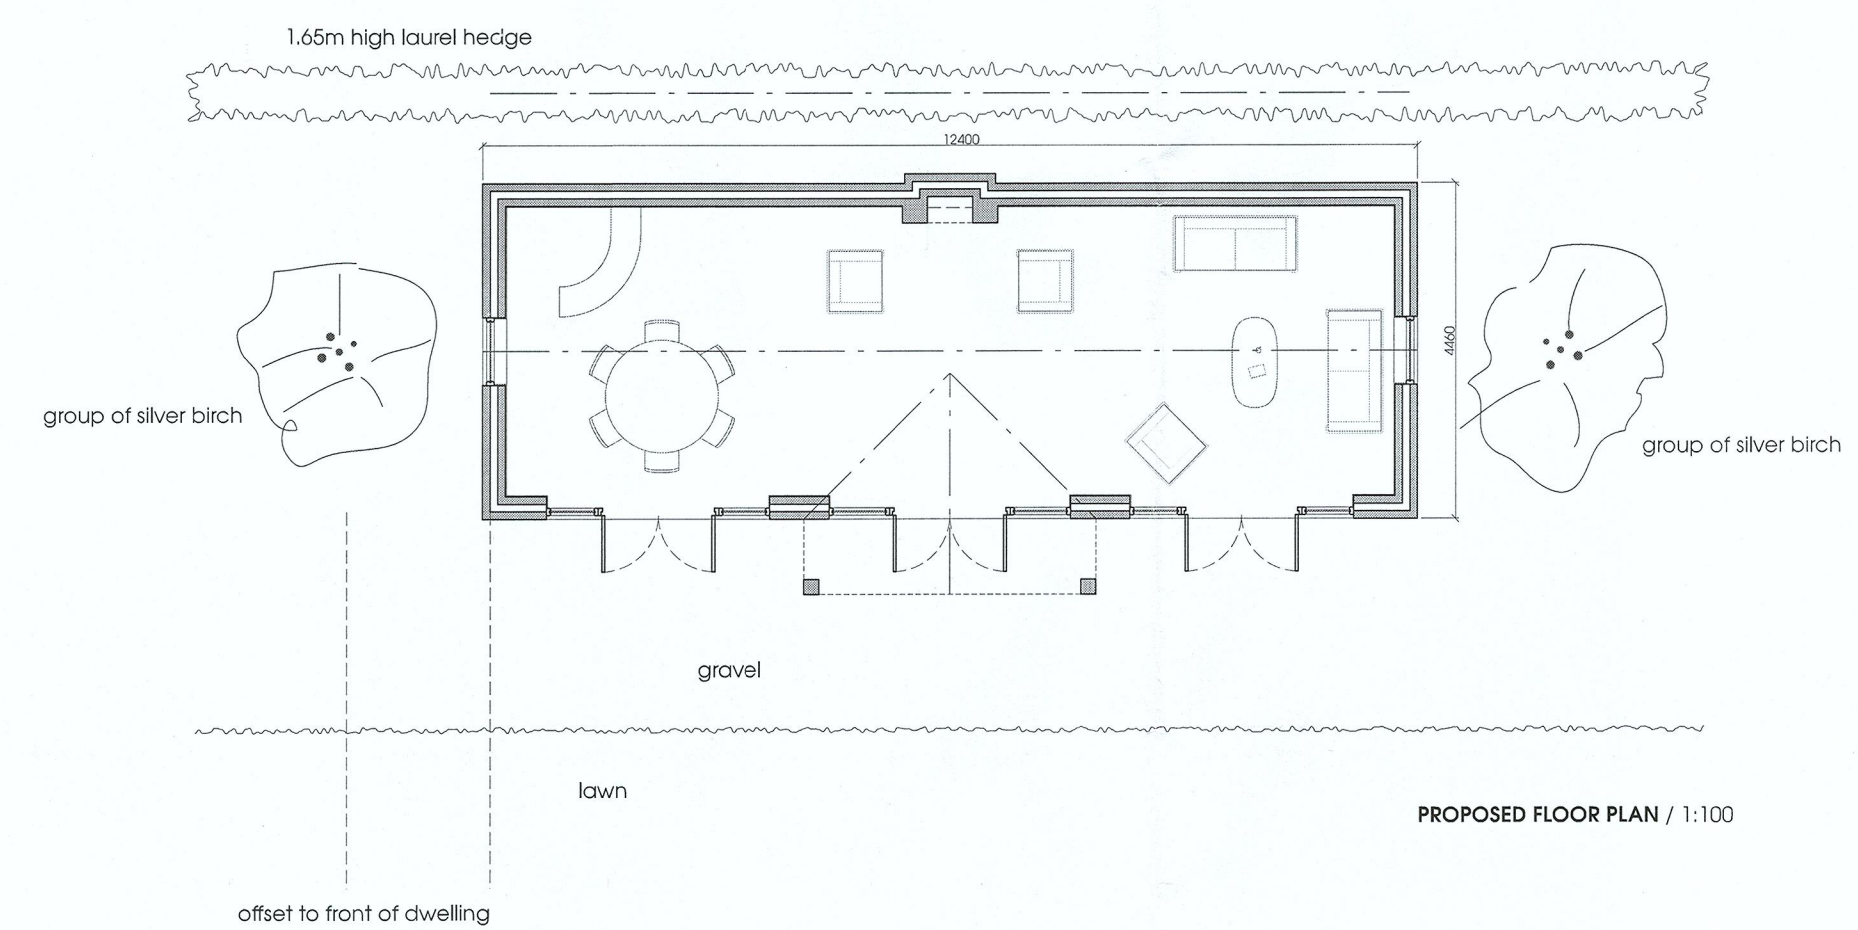 1.65m high laurel hedge
12400
4460
group of silver birch
group of silver birch
gravel
lawn
PROPOSED FLOOR PLAN / 1:100
offset to front of dwelling